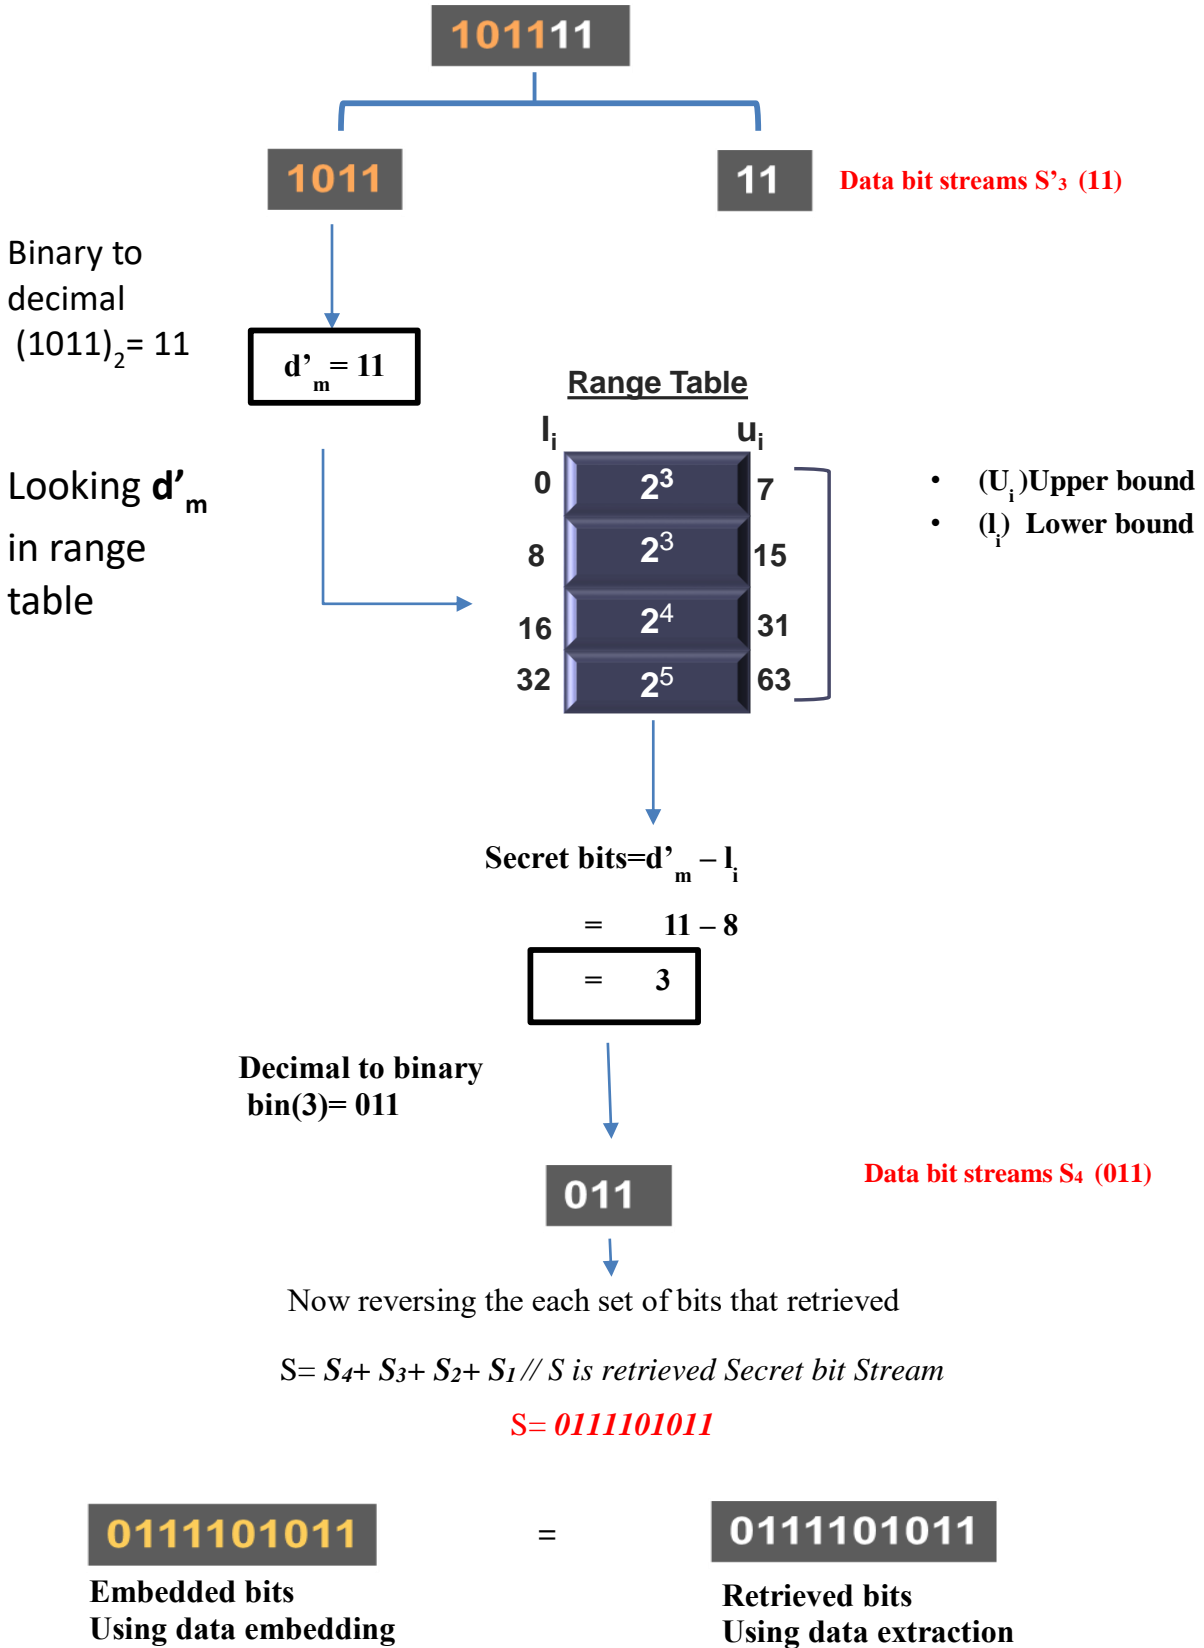 101111
1011
11
Data bit streams S’₃ (11)
Binary to
decimal
(1011)₂= 11
d’ₘ= 11
Range Table
lᵢ
uᵢ
0
2³
7
8
2³
15
16
2⁴
31
32
2⁵
63
• (Uᵢ)Upper bound
• (lᵢ) Lower bound
Looking d’ₘ
in range
table
Secret bits=d’ₘ – lᵢ
= 11 – 8
= 3
Decimal to binary
bin(3)= 011
011
Data bit streams S₄ (011)
Now reversing the each set of bits that retrieved
S= S₄+ S₃+ S₂+ S₁ // S is retrieved Secret bit Stream
S= 0111101011
0111101011
=
0111101011
Embedded bits
Using data embedding
Retrieved bits
Using data extraction